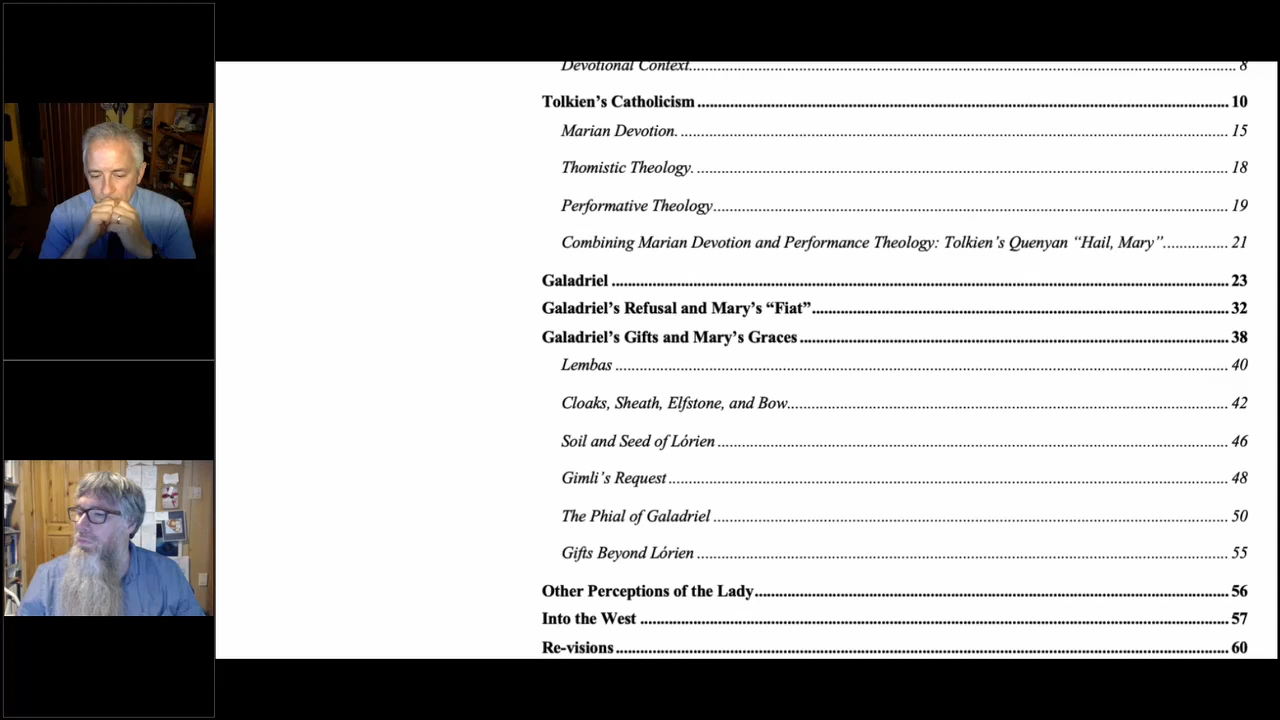 Devotional Context.......... 8
Tolkien’s Catholicism.......... 10
Marian Devotion. .......... 15
Thomistic Theology. .......... 18
Performative Theology.......... 19
Combining Marian Devotion and Performance Theology: Tolkien’s Quenyan “Hail, Mary”.......... 21
Galadriel.......... 23
Galadriel’s Refusal and Mary’s “Fiat”.......... 32
Galadriel’s Gifts and Mary’s Graces.......... 38
Lembas.......... 40
Cloaks, Sheath, Elfstone, and Bow.......... 42
Soil and Seed of Lórien.......... 46
Gimli’s Request.......... 48
The Phial of Galadriel.......... 50
Gifts Beyond Lórien.......... 55
Other Perceptions of the Lady.......... 56
Into the West.......... 57
Re-visions.......... 60